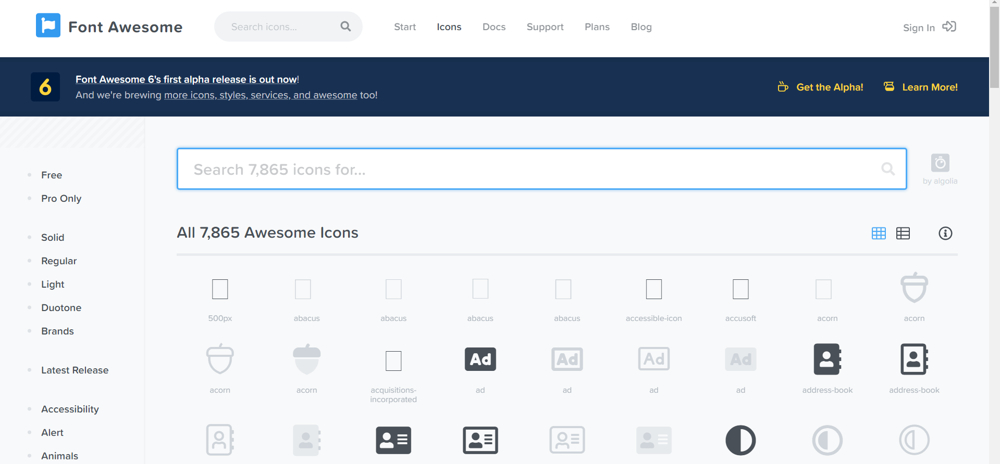 Font Awesome
Search icons...
Start
Icons
Docs
Support
Plans
Blog
Sign In
6
Font Awesome 6's first alpha release is out now!
And we're brewing more icons, styles, services, and awesome too!
Get the Alpha!
Learn More!
Free
Pro Only
Solid
Regular
Light
Duotone
Brands
Latest Release
Accessibility
Alert
Animals
Search 7,865 icons for...
by algolia
All 7,865 Awesome Icons
500px
abacus
abacus
abacus
abacus
accessible-icon
accusoft
acorn
acorn
Ad
Ad
Ad
Ad
acorn
acorn
acquisitions-
incorporated
ad
ad
ad
ad
address-book
address-book